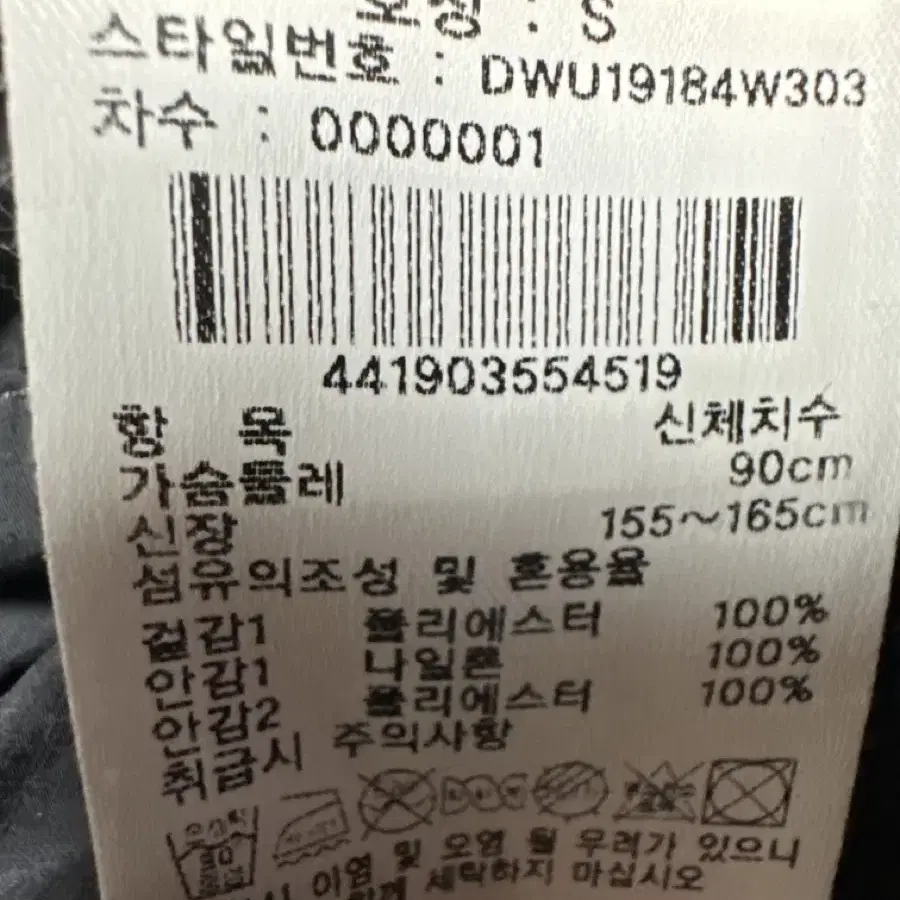 호칭 : S
스타일번호 : DWU19184W303
차수 : 0000001
441903554519
항 목 신체치수
가슴둘레 90cm
신장 155~165cm
섬유의조성 및 혼용율
겉감1 폴리에스터 100%
안감1 나일론 100%
안감2 폴리에스터 100%
취급시 주의사항
이염 및 오염 될 우려가 있으니
세탁하지 마십시오